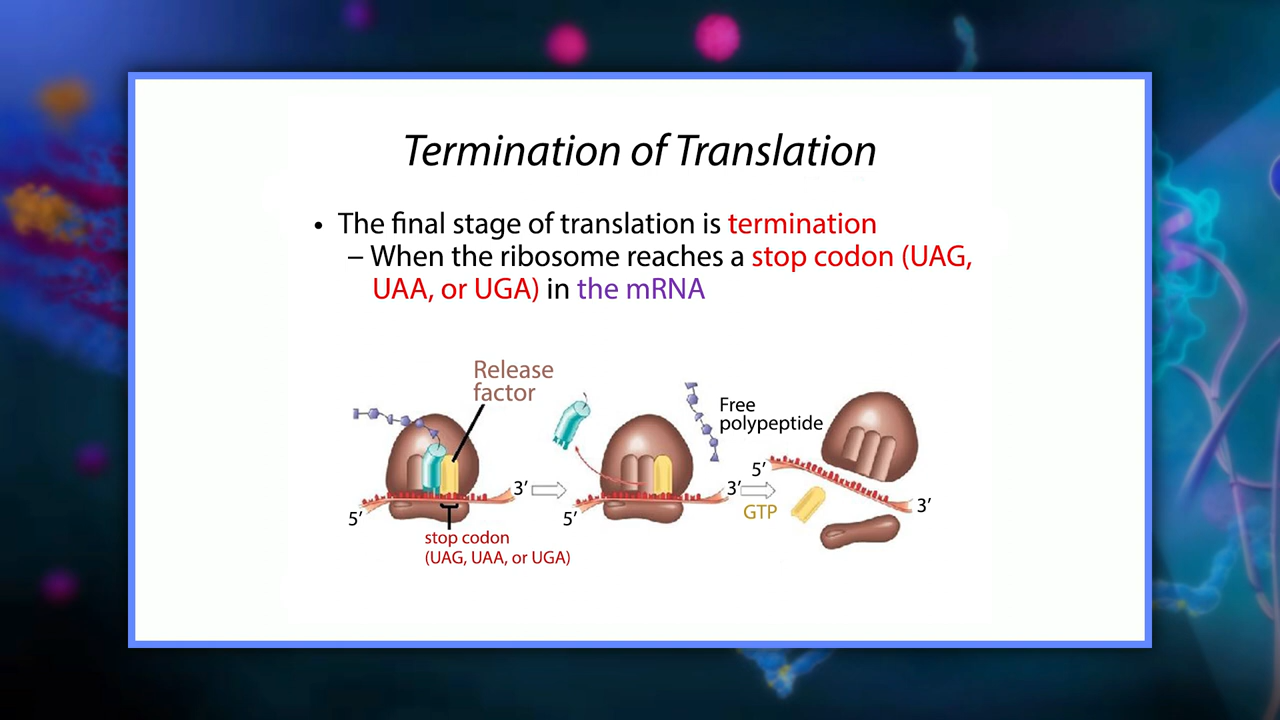 Termination of Translation
• The final stage of translation is termination
– When the ribosome reaches a stop codon (UAG,
UAA, or UGA) in the mRNA
Release
factor
Free
polypeptide
5′
3′
5′
3′
5′
3′
GTP
stop codon
(UAG, UAA, or UGA)